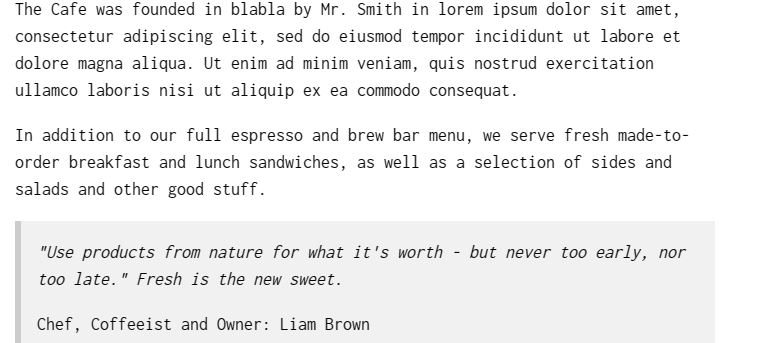 The Cafe was founded in blabla by Mr. Smith in lorem ipsum dolor sit amet,
consectetur adipiscing elit, sed do eiusmod tempor incididunt ut labore et
dolore magna aliqua. Ut enim ad minim veniam, quis nostrud exercitation
ullamco laboris nisi ut aliquip ex ea commodo consequat.
In addition to our full espresso and brew bar menu, we serve fresh made-to-
order breakfast and lunch sandwiches, as well as a selection of sides and
salads and other good stuff.
"Use products from nature for what it's worth - but never too early, nor
too late." Fresh is the new sweet.
Chef, Coffeeist and Owner: Liam Brown